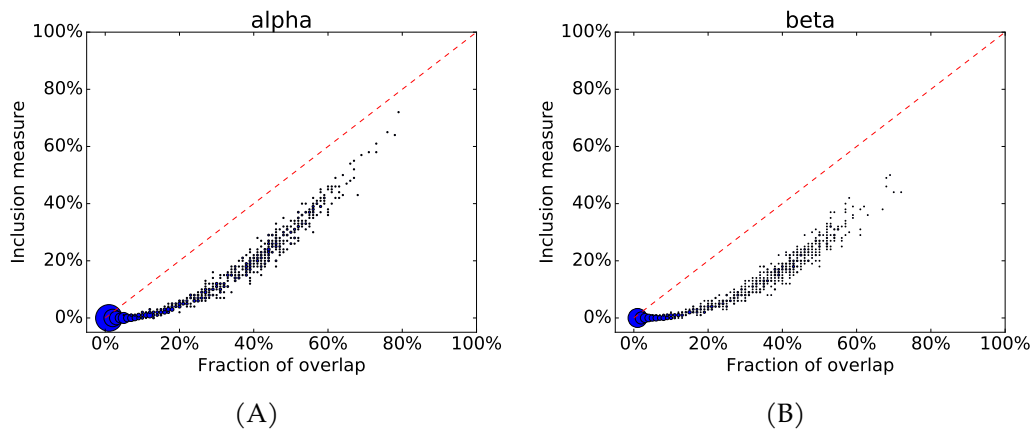 alpha
100%
80%
60%
40%
20%
0%
Inclusion measure
0% 20% 40% 60% 80% 100%
Fraction of overlap
(A)
beta
100%
80%
60%
40%
20%
0%
Inclusion measure
0% 20% 40% 60% 80% 100%
Fraction of overlap
(B)